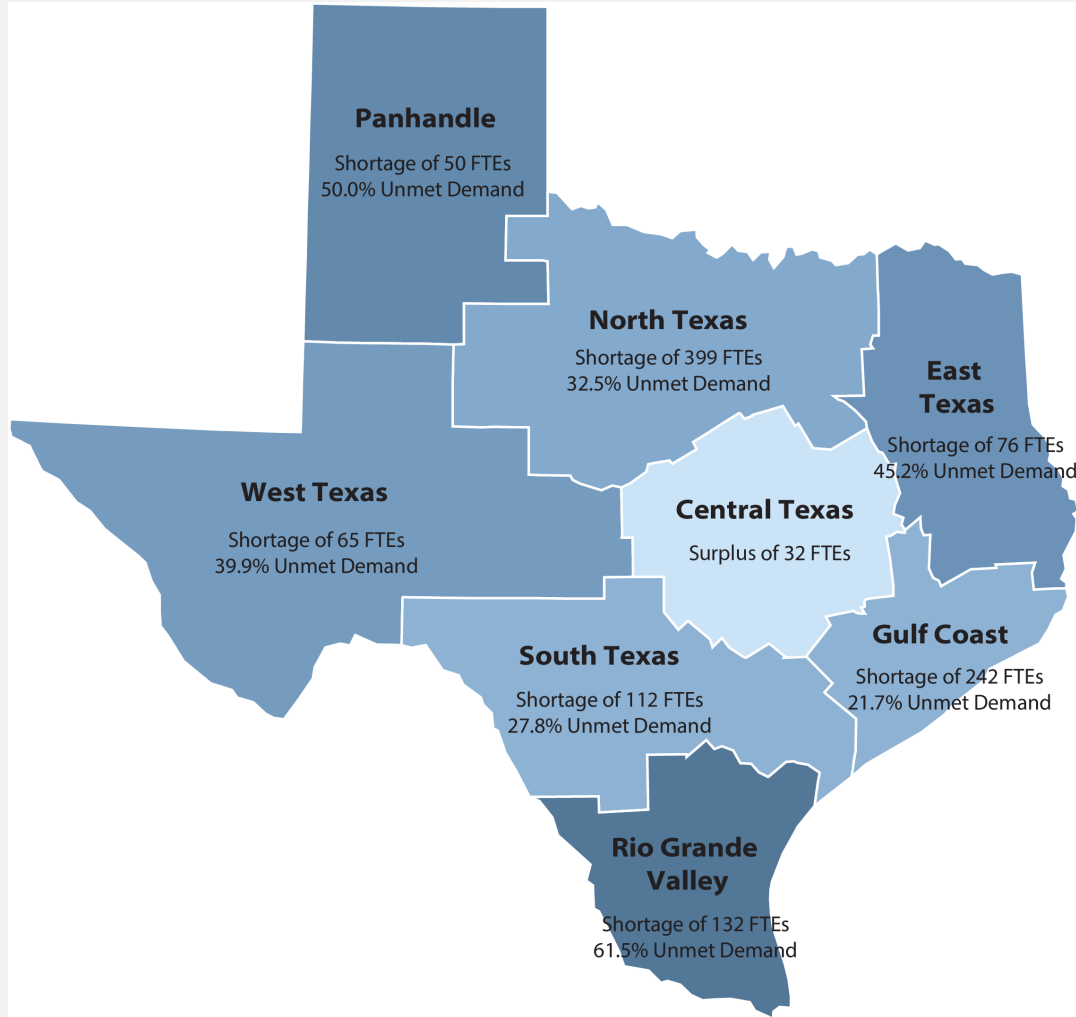 Panhandle
Shortage of 50 FTEs
50.0% Unmet Demand
North Texas
Shortage of 399 FTEs
32.5% Unmet Demand
East
Texas
Shortage of 76 FTEs
45.2% Unmet Demand
West Texas
Shortage of 65 FTEs
39.9% Unmet Demand
Central Texas
Surplus of 32 FTEs
Gulf Coast
Shortage of 242 FTEs
21.7% Unmet Demand
South Texas
Shortage of 112 FTEs
27.8% Unmet Demand
Rio Grande
Valley
Shortage of 132 FTEs
61.5% Unmet Demand